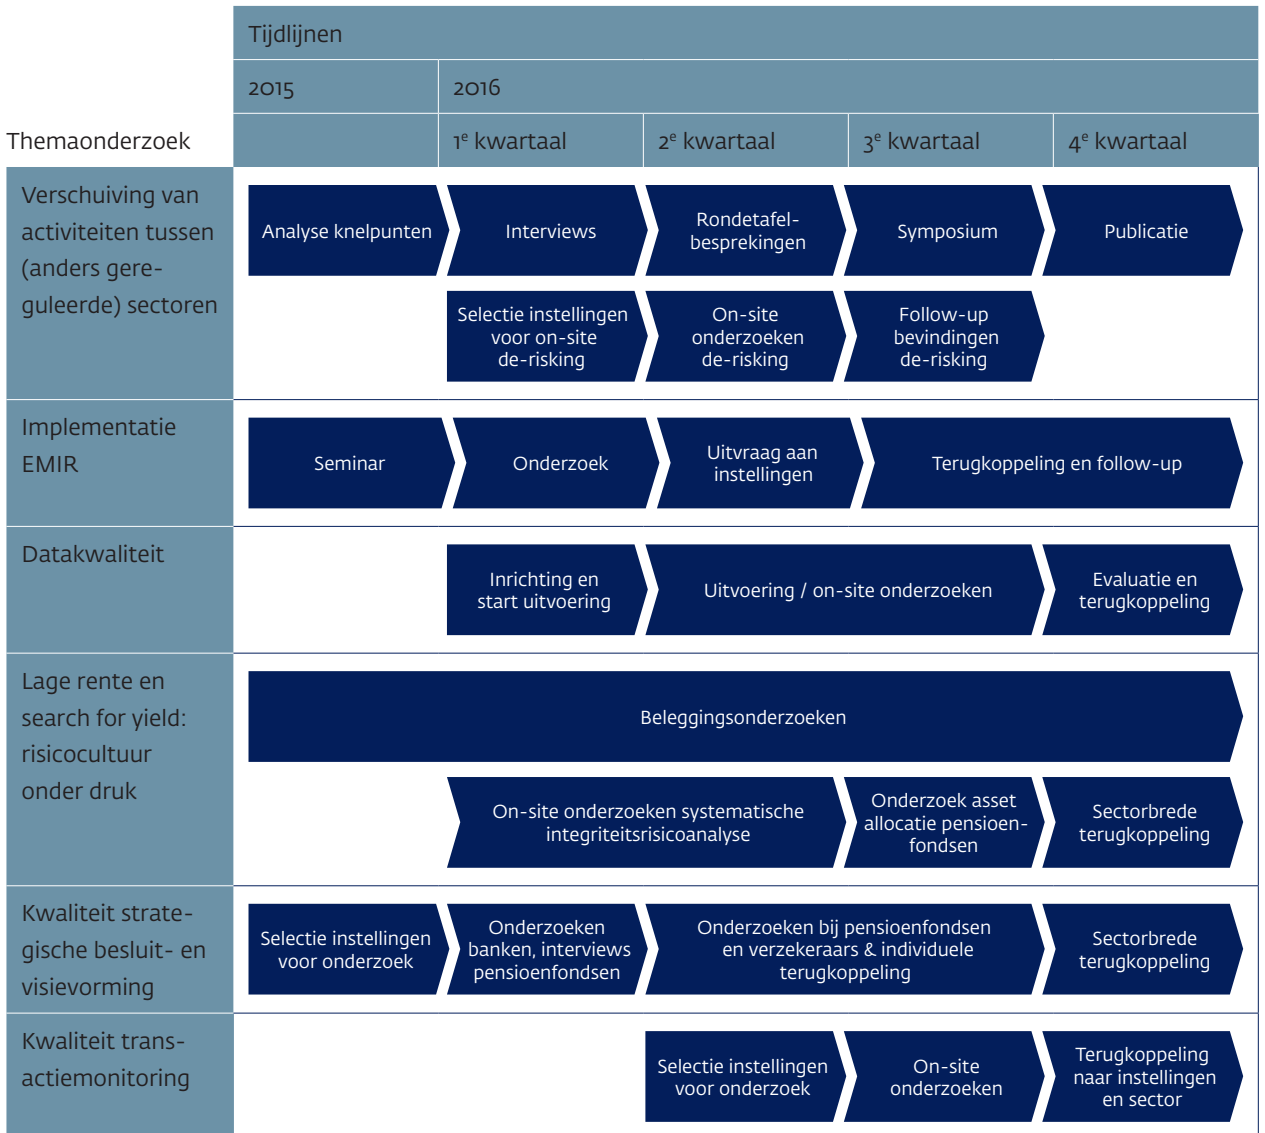 Tijdlijnen
2015
2016
Themaonderzoek
1e kwartaal
2e kwartaal
3e kwartaal
4e kwartaal
Verschuiving van
activiteiten tussen
(anders gere-
guleerde) sectoren
Analyse knelpunten
Interviews
Rondetafel-
besprekingen
Symposium
Publicatie
Selectie instellingen
voor on-site
de-risking
On-site
onderzoeken
de-risking
Follow-up
bevindingen
de-risking
Implementatie
EMIR
Seminar
Onderzoek
Uitvraag aan
instellingen
Terugkoppeling en follow-up
Datakwaliteit
Inrichting en
start uitvoering
Uitvoering / on-site onderzoeken
Evaluatie en
terugkoppeling
Lage rente en
search for yield:
risicocultuur
onder druk
Beleggingsonderzoeken
On-site onderzoeken systematische
integriteitsrisicoanalyse
Onderzoek asset
allocatie pensioen-
fondsen
Sectorbrede
terugkoppeling
Kwaliteit strate-
gische besluit- en
visievorming
Selectie instellingen
voor onderzoek
Onderzoeken
banken, interviews
pensioenfondsen
Onderzoeken bij pensioenfondsen
en verzekeraars & individuele
terugkoppeling
Sectorbrede
terugkoppeling
Kwaliteit trans-
actiemonitoring
Selectie instellingen
voor onderzoek
On-site
onderzoeken
Terugkoppeling
naar instellingen
en sector